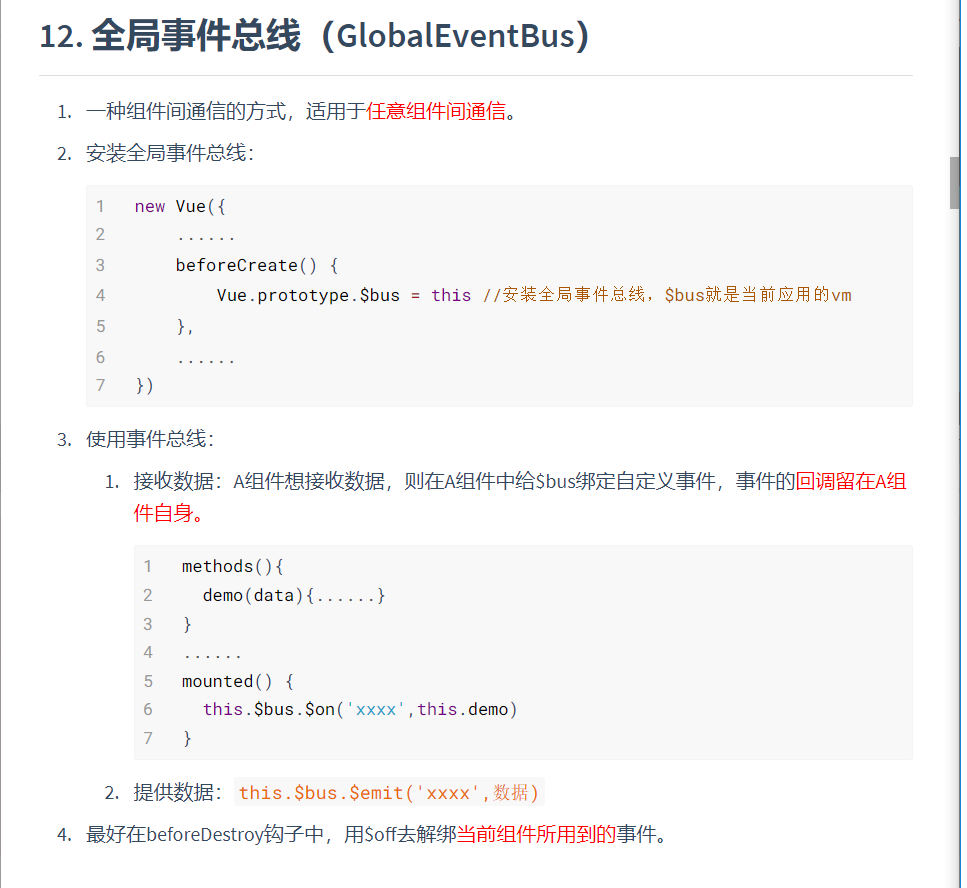 12. 全局事件总线（GlobalEventBus）
1. 一种组件间通信的方式，适用于任意组件间通信。
2. 安装全局事件总线：
1 new Vue({
2     ......
3     beforeCreate() {
4         Vue.prototype.$bus = this //安装全局事件总线，$bus就是当前应用的vm
5     },
6     ......
7 })
3. 使用事件总线：
1. 接收数据：A组件想接收数据，则在A组件中给$bus绑定自定义事件，事件的回调留在A组
件自身。
1 methods(){
2   demo(data){......}
3 }
4 ......
5 mounted() {
6   this.$bus.$on('xxxx',this.demo)
7 }
2. 提供数据：this.$bus.$emit('xxxx',数据)
4. 最好在beforeDestroy钩子中，用$off去解绑当前组件所用到的事件。